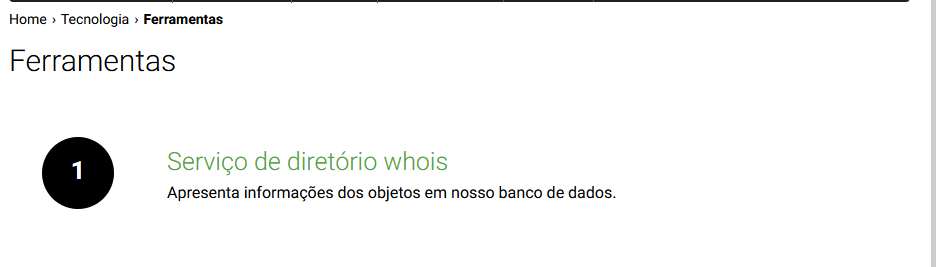 Home › Tecnologia › Ferramentas
Ferramentas
1
Serviço de diretório whois
Apresenta informações dos objetos em nosso banco de dados.